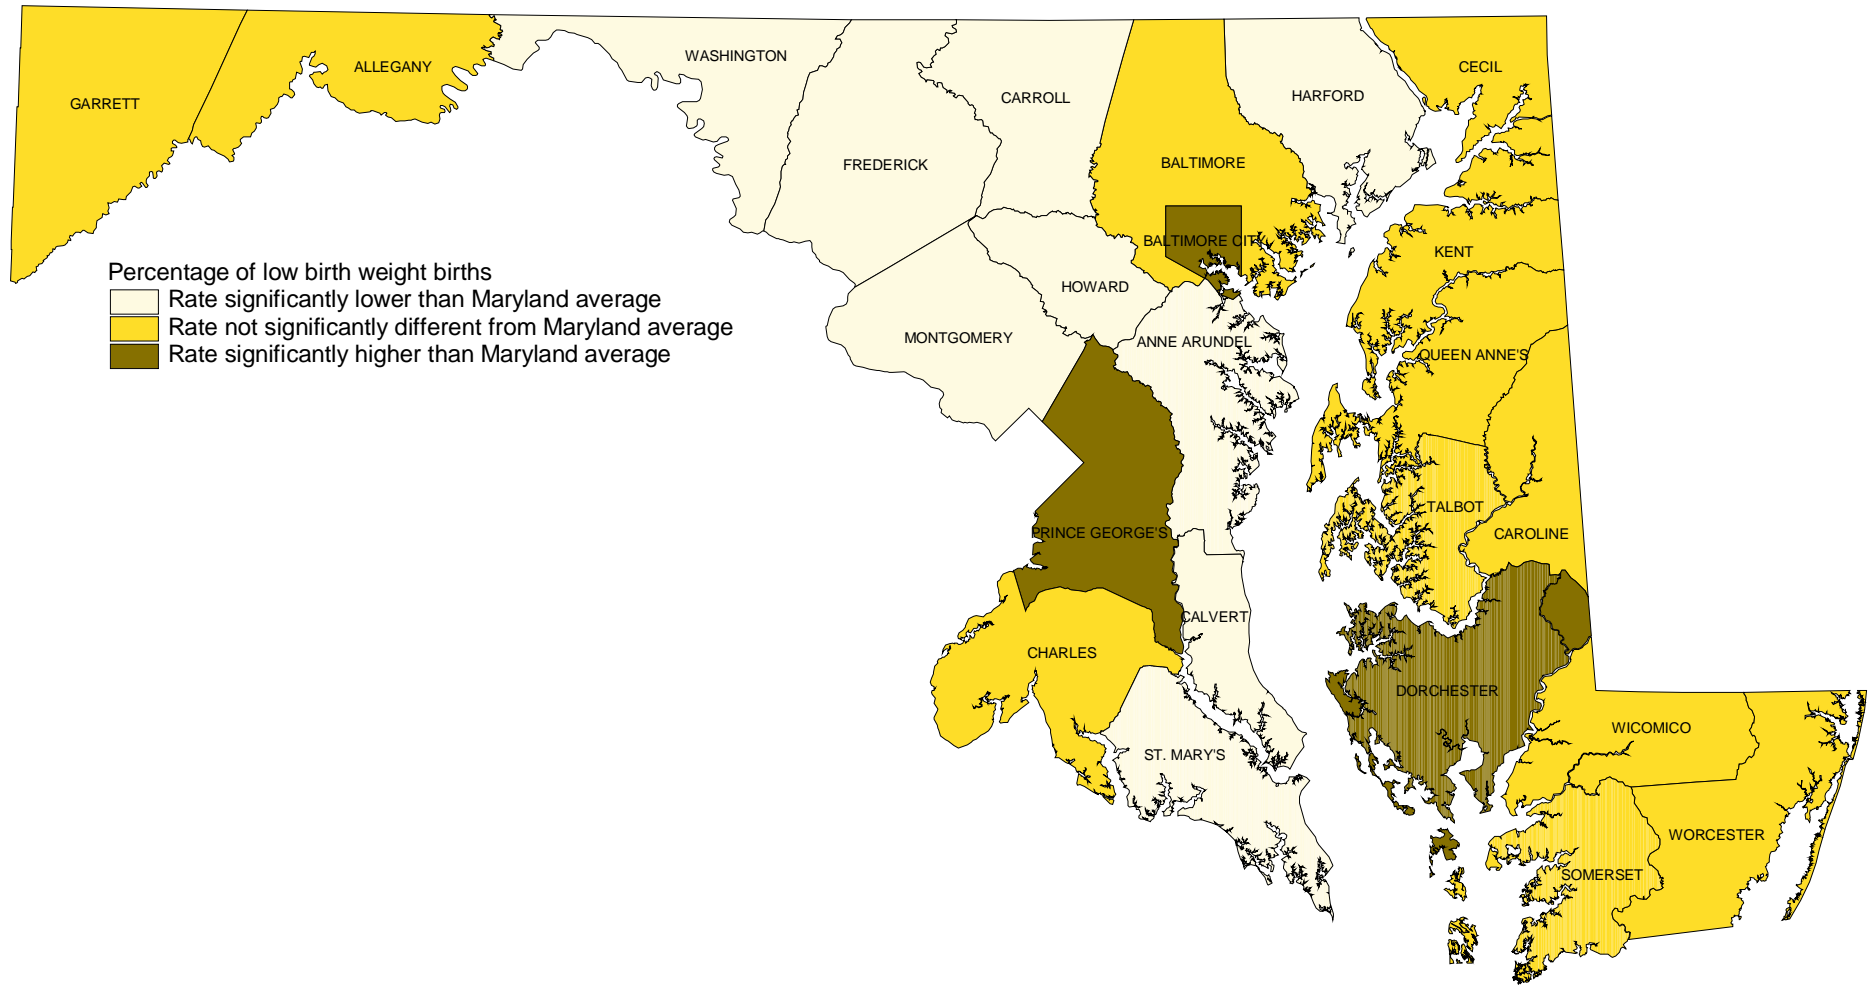 WASHINGTON
ALLEGANY
CECIL
HARFORD
CARROLL
GARRETT
BALTIMORE
FREDERICK
BALTIMORE CITY
KENT
Percentage of low birth weight births
Rate significantly lower than Maryland average
Rate not significantly different from Maryland average
Rate significantly higher than Maryland average
HOWARD
MONTGOMERY
ANNE ARUNDEL
QUEEN ANNE'S
TALBOT
PRINCE GEORGE'S
CAROLINE
CALVERT
CHARLES
DORCHESTER
WICOMICO
ST. MARY'S
WORCESTER
SOMERSET